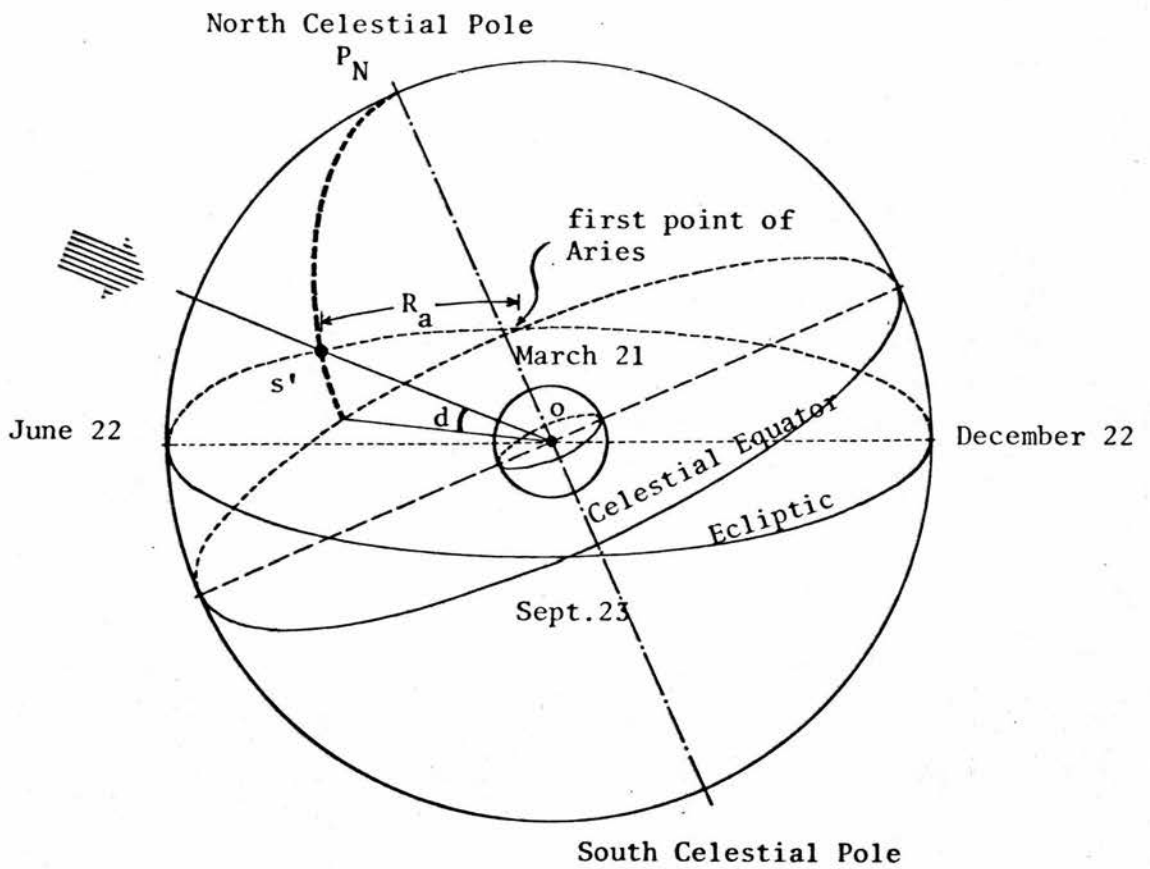 North Celestial Pole
P_N
first point of
Aries
R_a
March 21
s'
d
o
June 22
December 22
Celestial Equator
Ecliptic
Sept.23
South Celestial Pole